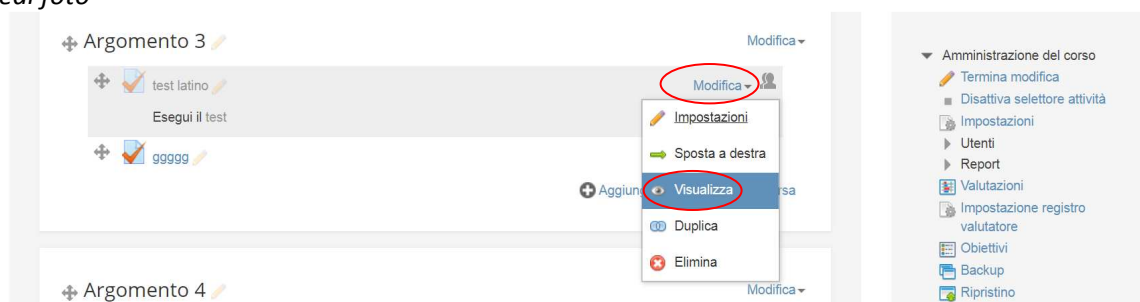 foto
Argomento 3
Modifica
test latino
Modifica
Esegui il test
ggggg
Aggiun
rsa
Impostazioni
Sposta a destra
Visualizza
Duplica
Elimina
Argomento 4
Modifica
Amministrazione del corso
Termina modifica
Disattiva selettore attività
Impostazioni
Utenti
Report
Valutazioni
Impostazione registro
valutatore
Obiettivi
Backup
Ripristino